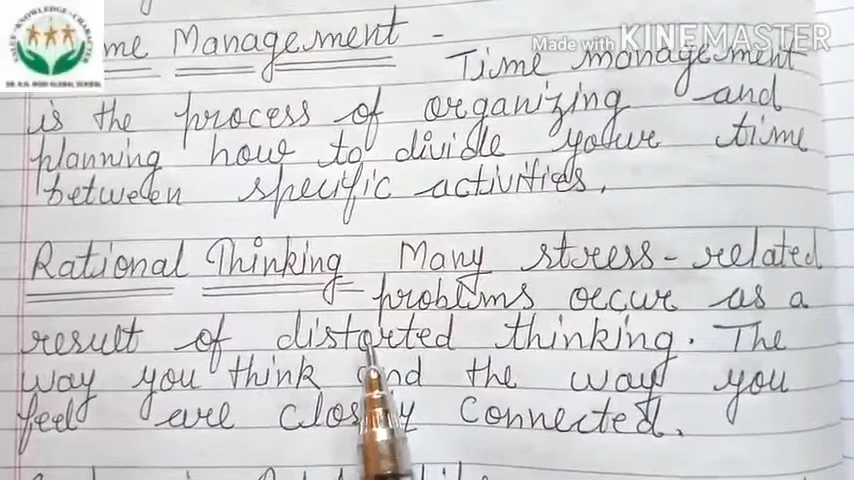 me Management -
Made with KINEMASTER
Time management
is the process of organizing and
planning how to divide your time
between specific activities.
Rational Thinking Many stress-related
problems occur as a
result of distorted thinking. The
way you think and the way you
feel are closely connected.